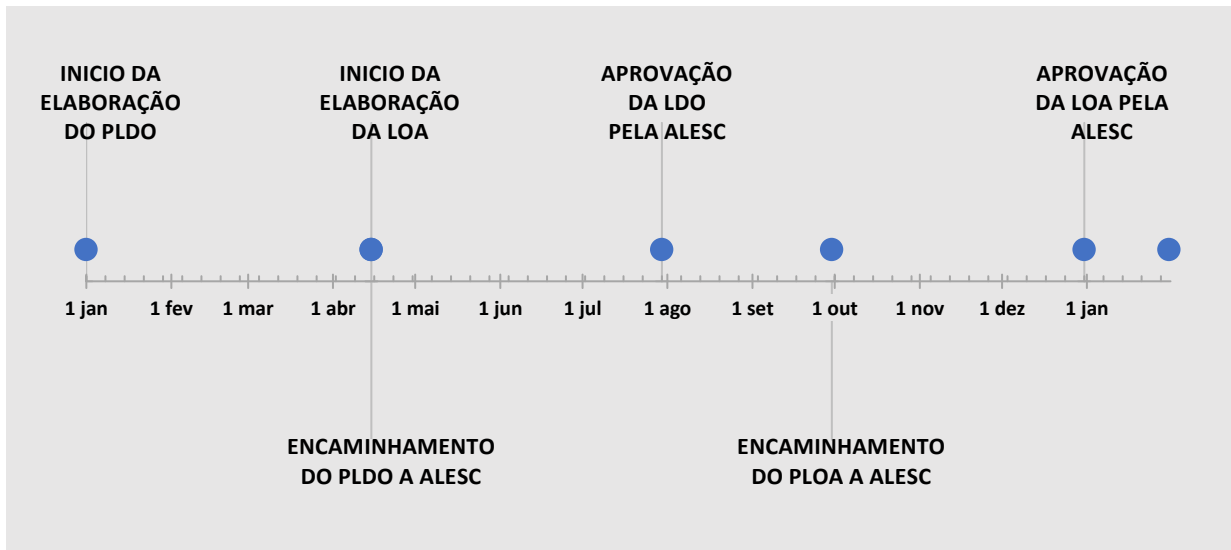 INICIO DA
ELABORAÇÃO
DO PLDO
INICIO DA
ELABORAÇÃO
DA LOA
APROVAÇÃO
DA LDO
PELA ALESC
APROVAÇÃO
DA LOA PELA
ALESC
1 jan 1 fev 1 mar 1 abr 1 mai 1 jun 1 jul 1 ago 1 set 1 out 1 nov 1 dez 1 jan
ENCAMINHAMENTO
DO PLDO A ALESC
ENCAMINHAMENTO
DO PLOA A ALESC